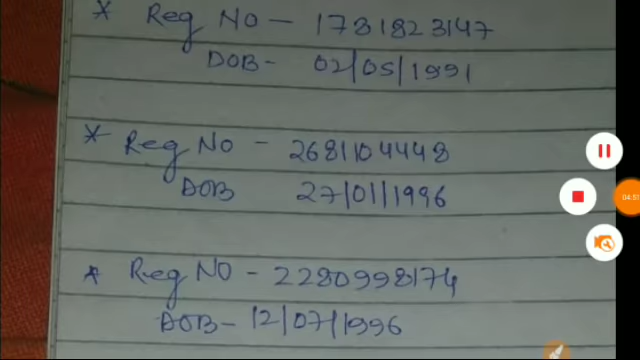 * Reg No - 1781823147
DOB- 02/05/1991
* Reg No - 2681104448
DOB 27/01/1996
* Reg NO - 2280998174
DOB- 12/07/1996